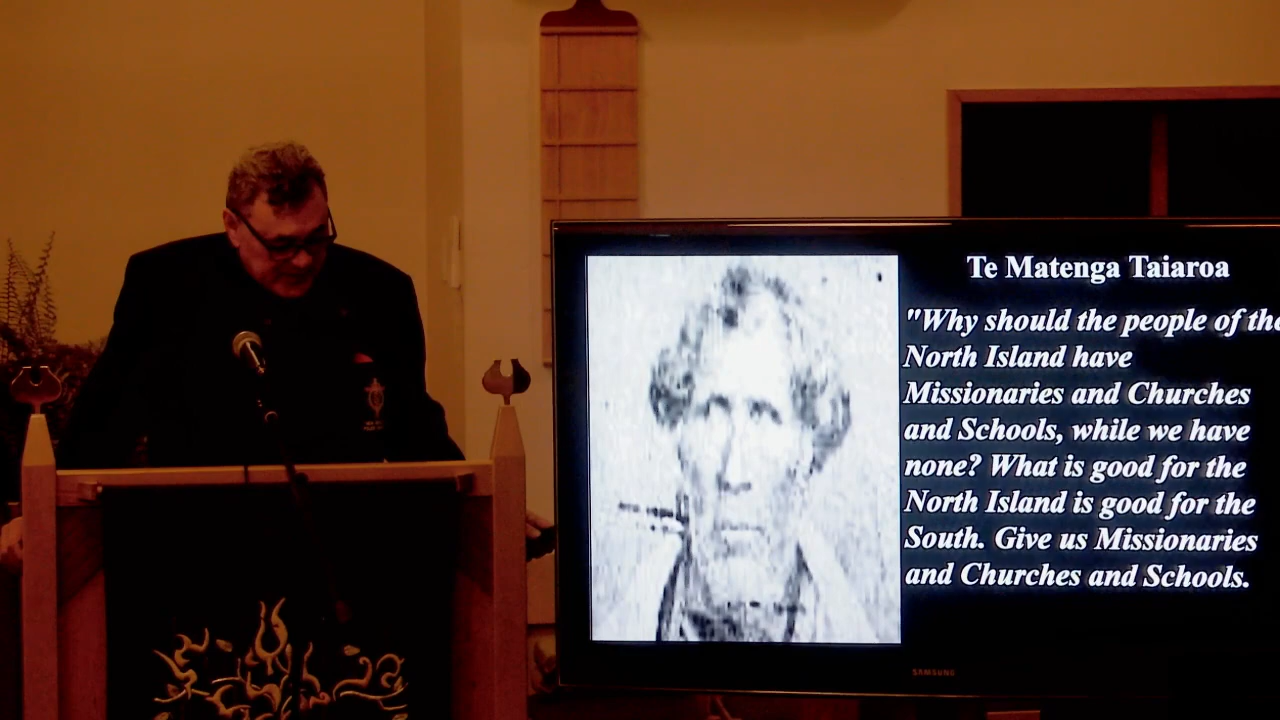 Te Matenga Taiaroa
"Why should the people of the
North Island have
Missionaries and Churches
and Schools, while we have
none? What is good for the
North Island is good for the
South. Give us Missionaries
and Churches and Schools.
SAMSUNG